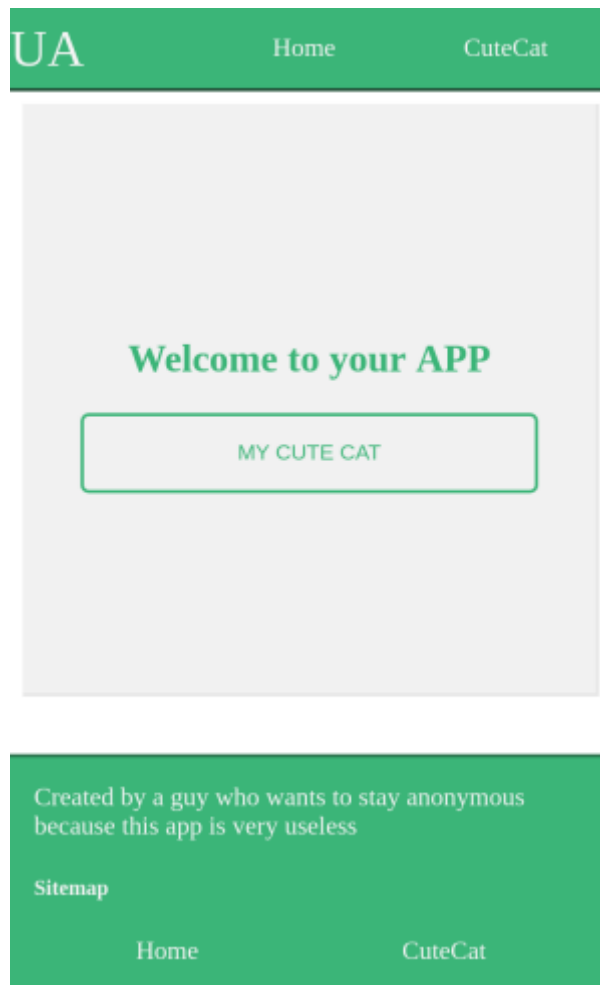 UA Home CuteCat
Welcome to your APP
MY CUTE CAT
Created by a guy who wants to stay anonymous
because this app is very useless
Sitemap
Home CuteCat